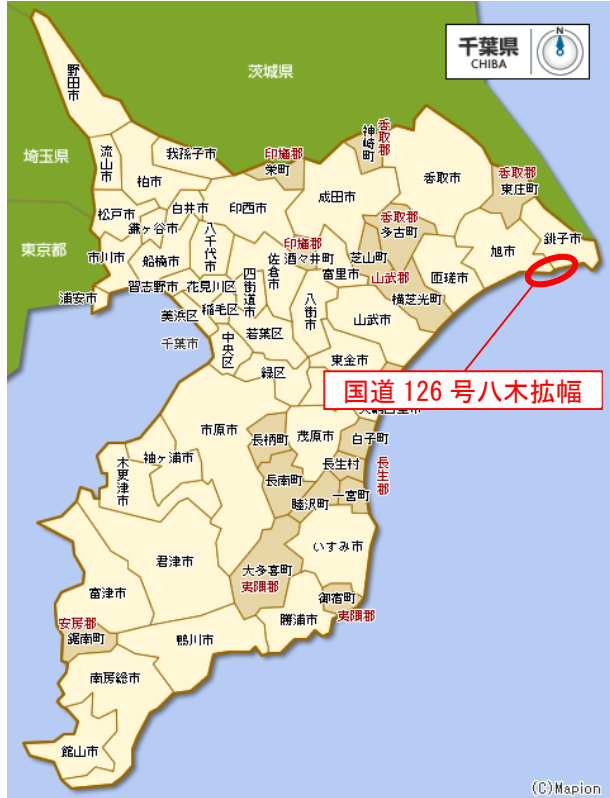 千葉県
CHIBA
N
茨城県
埼玉県
東京都
野田市
流山市
柏市
我孫子市
印旛郡
栄町
香取郡
神崎町
香取市
香取郡
東庄町
松戸市
鎌ヶ谷市
白井市
印西市
成田市
香取郡
多古町
旭市
銚子市
市川市
船橋市
八千代市
佐倉市
印旛郡
酒々井町
富里市
芝山町
山武郡
匝瑳市
横芝光町
浦安市
習志野市
花見川区
四街道市
八街市
美浜区
稲毛区
若葉区
山武市
千葉市
中央区
緑区
東金市
国道126号八木拡幅
市原市
長柄町
茂原市
白子町
木更津市
袖ヶ浦市
長南町
長生村
長生郡
睦沢町
一宮町
君津市
いすみ市
大多喜町
夷隅郡
富津市
御宿町
夷隅郡
勝浦市
安房郡
鋸南町
鴨川市
南房総市
館山市
(C)Mapion